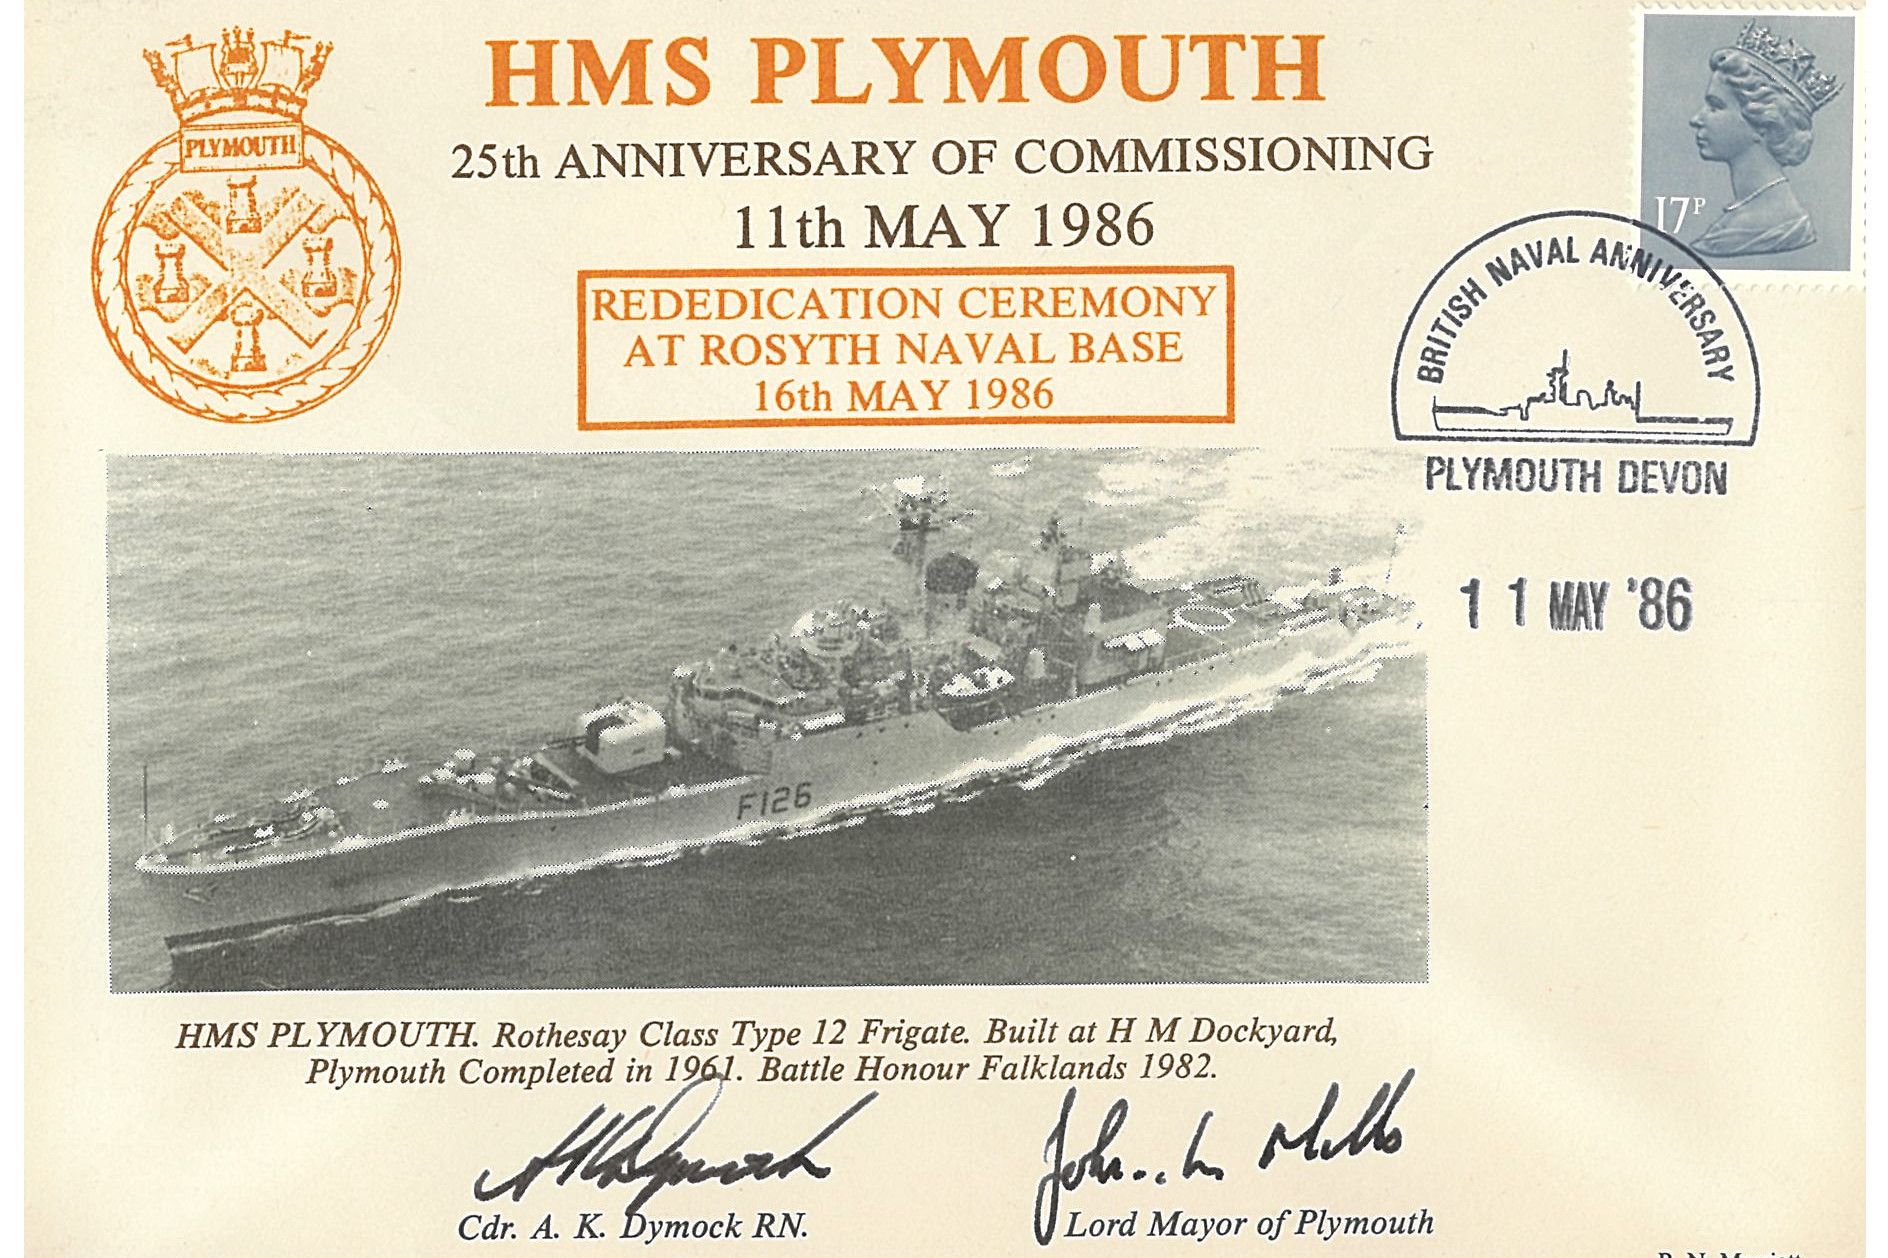 PLYMOUTH
HMS PLYMOUTH
25th ANNIVERSARY OF COMMISSIONING
11th MAY 1986
REDEDICATION CEREMONY
AT ROSYTH NAVAL BASE
16th MAY 1986
17P
BRITISH NAVAL ANNIVERSARY
PLYMOUTH DEVON
11 MAY '86
F126
HMS PLYMOUTH. Rothesay Class Type 12 Frigate. Built at H M Dockyard,
Plymouth Completed in 1961. Battle Honour Falklands 1982.
A K Dymock
Cdr. A. K. Dymock RN.
Lord Mayor of Plymouth